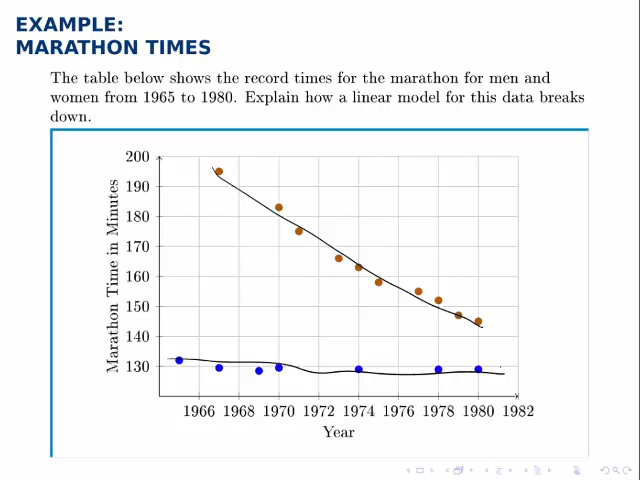 EXAMPLE:
MARATHON TIMES
The table below shows the record times for the marathon for men and
women from 1965 to 1980. Explain how a linear model for this data breaks
down.
200
190
180
170
160
150
140
130
Marathon Time in Minutes
1966 1968 1970 1972 1974 1976 1978 1980 1982
Year